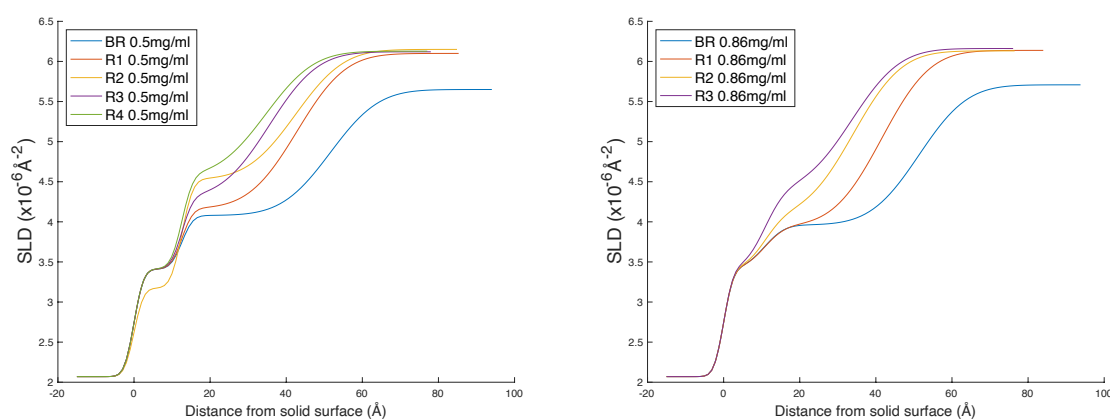 6.5
6
5.5
5
4.5
4
3.5
3
2.5
2
SLD (x10⁻⁶Å⁻²)
BR 0.5mg/ml
R1 0.5mg/ml
R2 0.5mg/ml
R3 0.5mg/ml
R4 0.5mg/ml
-20 0 20 40 60 80 100
Distance from solid surface (Å)
6.5
6
5.5
5
4.5
4
3.5
3
2.5
2
SLD (x10⁻⁶Å⁻²)
BR 0.86mg/ml
R1 0.86mg/ml
R2 0.86mg/ml
R3 0.86mg/ml
-20 0 20 40 60 80 100
Distance from solid surface (Å)